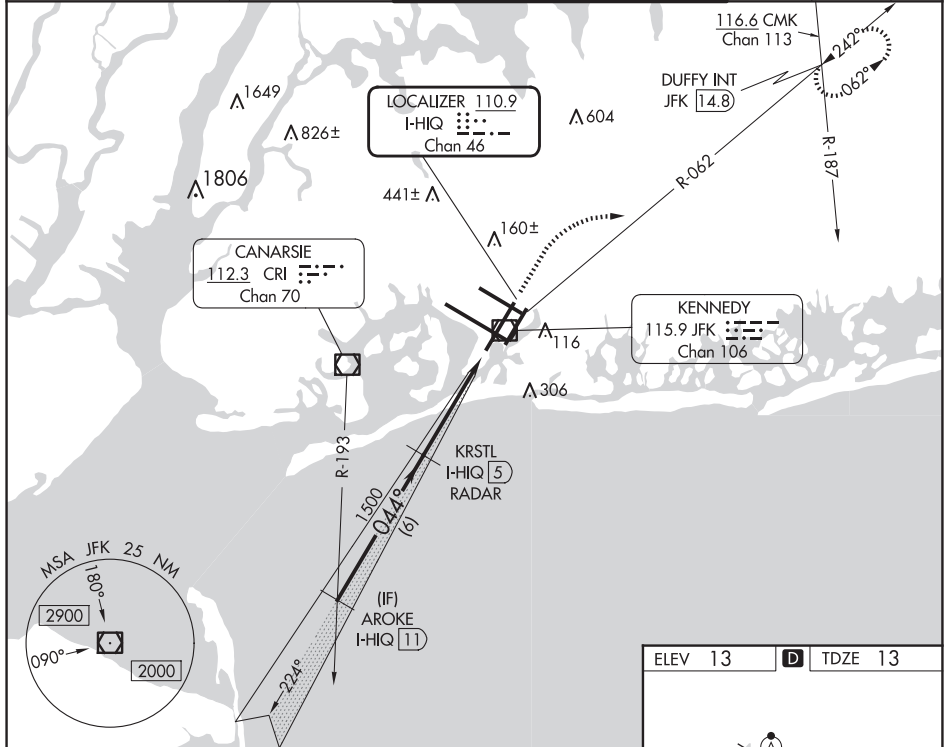 116.6 CMK
Chan 113
242°
062°
DUFFY INT
JFK 14.8
1649
LOCALIZER 110.9
I-HIQ
Chan 46
604
826±
R-062
R-187
1806
441±
160±
CANARSIE
112.3 CRI
Chan 70
KENNEDY
115.9 JFK
Chan 106
116
306
R-193
KRSTL
I-HIQ 5
RADAR
1500
044°
(6)
MSA JFK 25 NM
180°
2900
090°
2000
(IF)
AROKE
I-HIQ 11
224°
ELEV 13 D TDZE 13
A